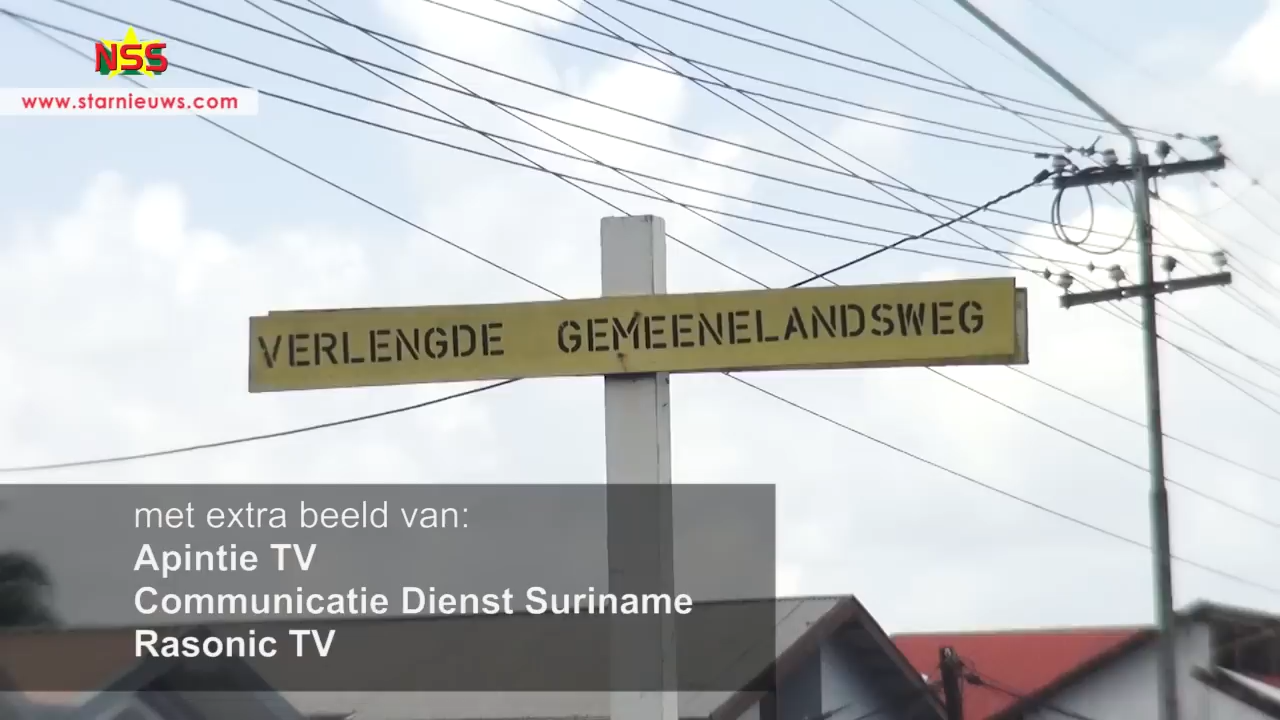 NSS
www.starnieuws.com
VERLENGDE GEMEENELANDSWEG
met extra beeld van:
Apintie TV
Communicatie Dienst Suriname
Rasonic TV